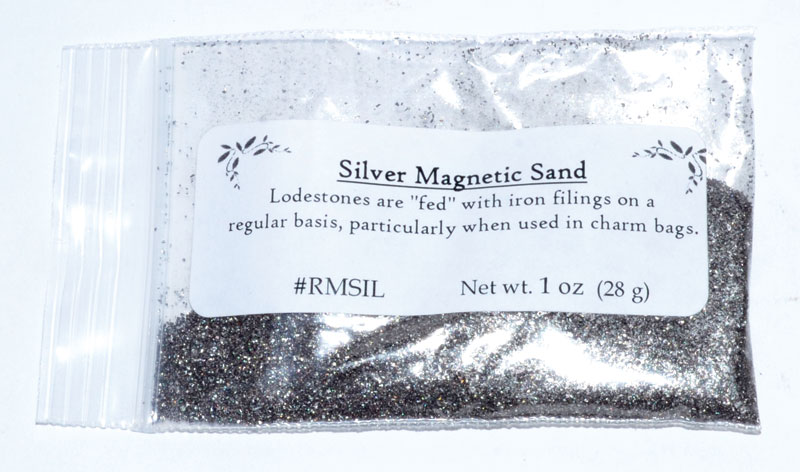 Silver Magnetic Sand
Lodestones are "fed" with iron filings on a
regular basis, particularly when used in charm bags.
#RMSIL Net wt. 1 oz (28 g)